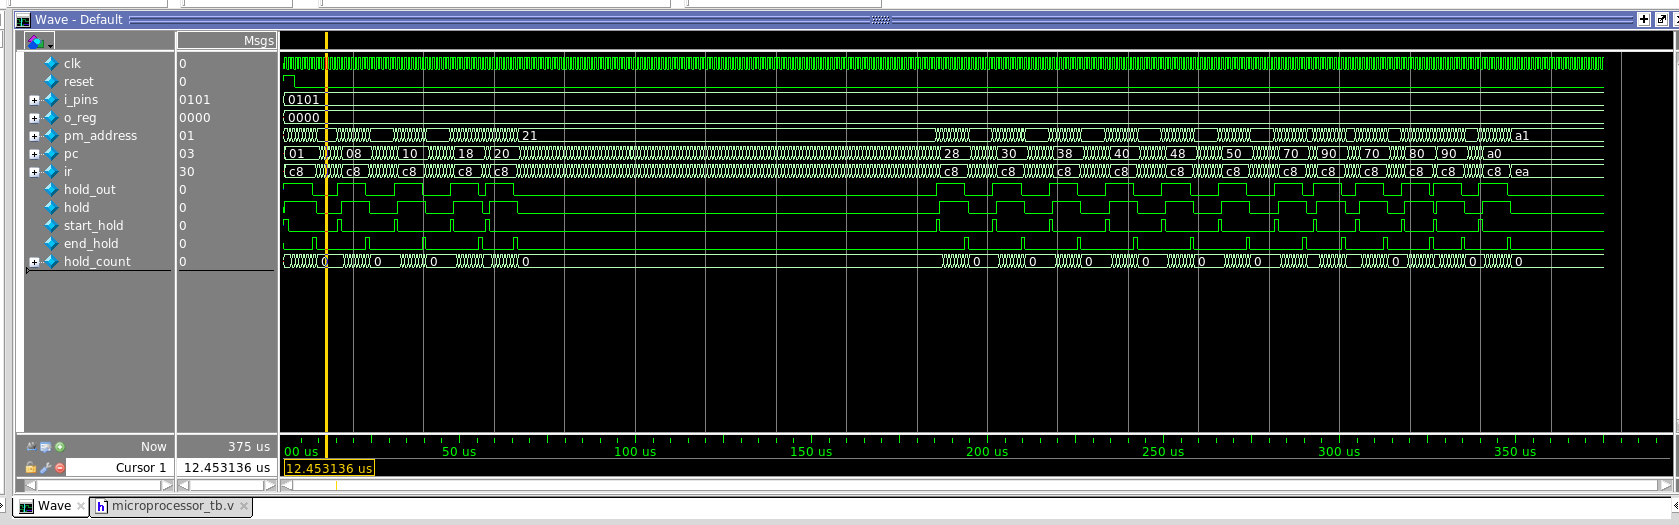 Wave - Default
Msgs
clk 0
reset 0
i_pins 0101 0101
o_reg 0000 0000
pm_address 01 21 a1
pc 03 01 08 10 18 20 28 30 38 40 48 50 70 90 70 80 90 a0
ir 30 c8 c8 c8 c8 c8 c8 c8 c8 c8 c8 c8 c8 c8 c8 c8 c8 c8 ea
hold_out 0
hold 0
start_hold 0
end_hold 0
hold_count 0 0 0 0 0 0 0 0 0 0 0 0 0 0
Now 375 us 00 us 50 us 100 us 150 us 200 us 250 us 300 us 350 us
Cursor 1 12.453136 us 12.453136 us
Wave h microprocessor_tb.v